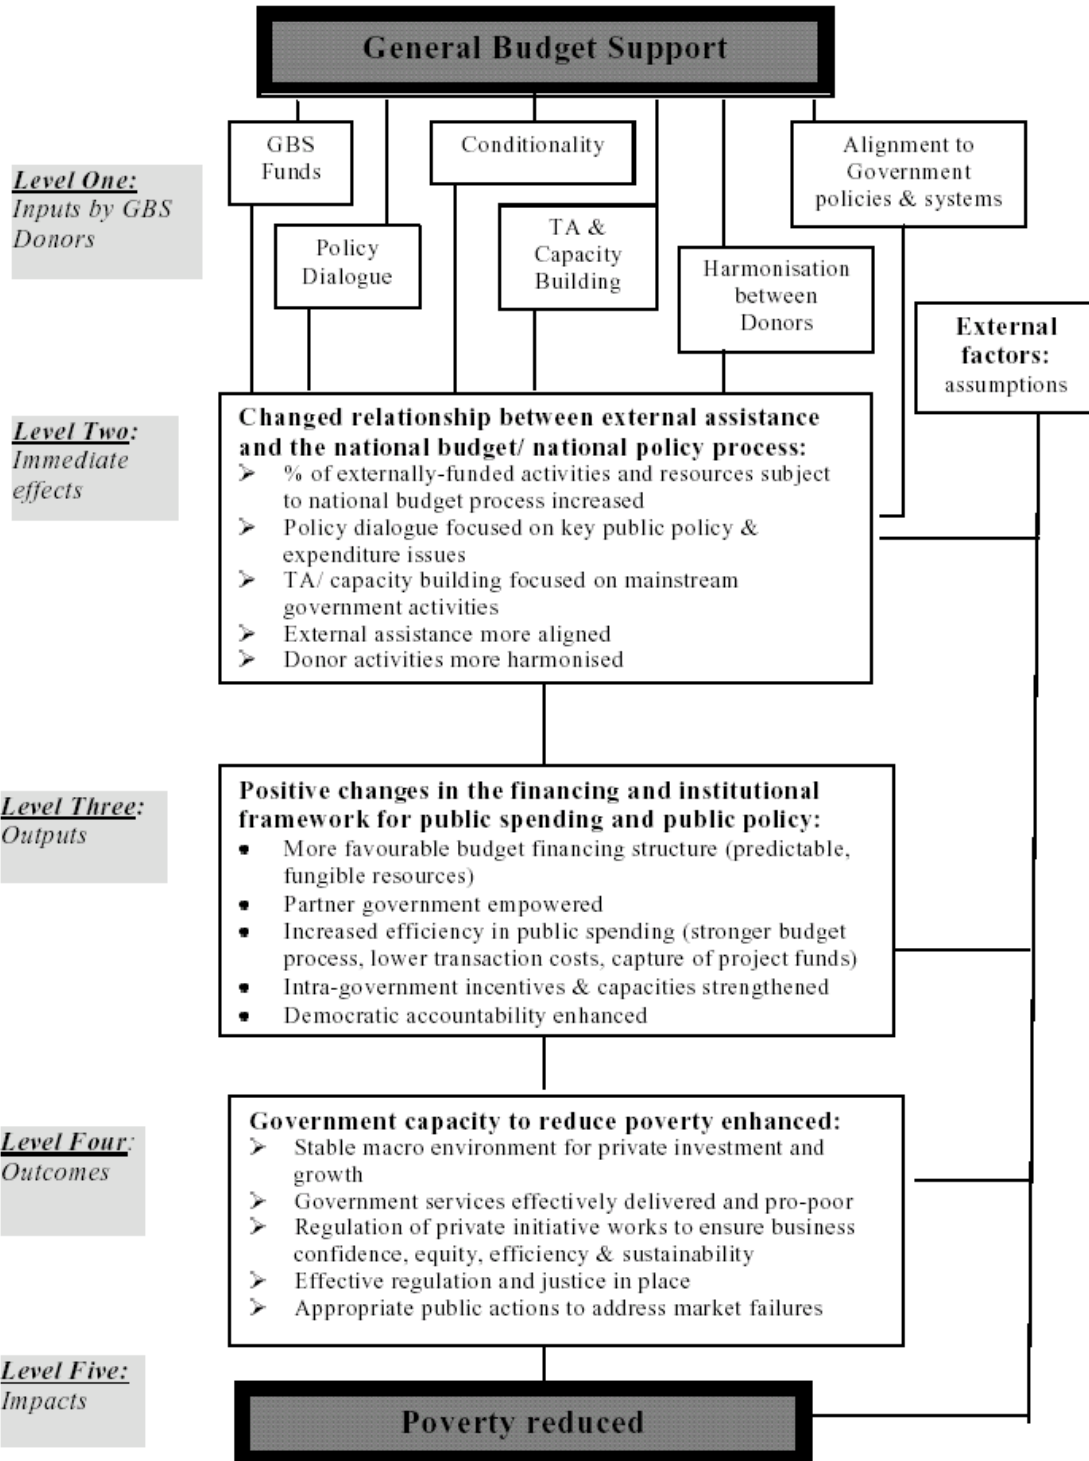 General Budget Support
GBS
Funds
Conditionality
Alignment to
Government
policies & systems
Level One:
Inputs by GBS
Donors
Policy
Dialogue
TA &
Capacity
Building
Harmonisation
between
Donors
External
factors:
assumptions
Level Two:
Immediate
effects
Changed relationship between external assistance
and the national budget/ national policy process:
➢ % of externally-funded activities and resources subject
to national budget process increased
➢ Policy dialogue focused on key public policy &
expenditure issues
➢ TA/ capacity building focused on mainstream
government activities
➢ External assistance more aligned
➢ Donor activities more harmonised
Level Three:
Outputs
Positive changes in the financing and institutional
framework for public spending and public policy:
• More favourable budget financing structure (predictable,
fungible resources)
• Partner government empowered
• Increased efficiency in public spending (stronger budget
process, lower transaction costs, capture of project funds)
• Intra-government incentives & capacities strengthened
• Democratic accountability enhanced
Level Four:
Outcomes
Government capacity to reduce poverty enhanced:
➢ Stable macro environment for private investment and
growth
➢ Government services effectively delivered and pro-poor
➢ Regulation of private initiative works to ensure business
confidence, equity, efficiency & sustainability
➢ Effective regulation and justice in place
➢ Appropriate public actions to address market failures
Level Five:
Impacts
Poverty reduced